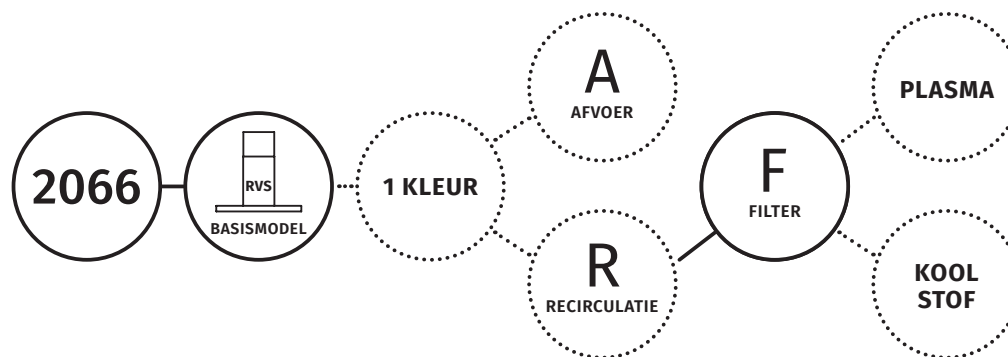 2066
RVS
BASISMODEL
1 KLEUR
A
AFVOER
R
RECIRCULATIE
F
FILTER
PLASMA
KOOL
STOF